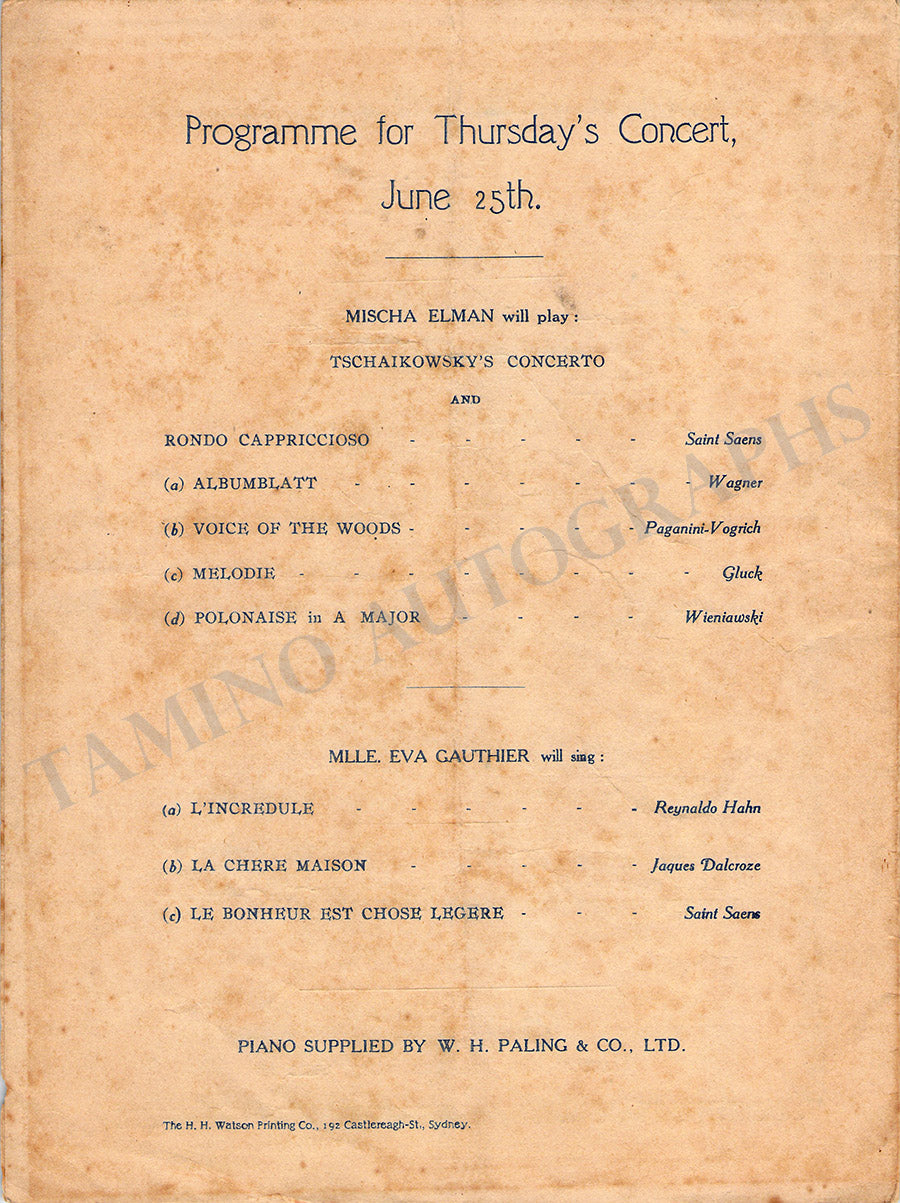 Programme for Thursday's Concert,
June 25th.
MISCHA ELMAN will play :
TSCHAIKOWSKY'S CONCERTO
AND
RONDO CAPPRICCIOSO - - - - - Saint Saens
(a) ALBUMBLATT - - - - - - - Wagner
(b) VOICE OF THE WOODS - - - - - Paganini-Vogrich
(c) MELODIE - - - - - - - - Gluck
(d) POLONAISE in A MAJOR - - - - Wieniawski
MLLE. EVA GAUTHIER will sing :
(a) L'INCREDULE - - - - - - Reynaldo Hahn
(b) LA CHERE MAISON - - - - - Jaques Dalcroze
(c) LE BONHEUR EST CHOSE LEGERE - - - Saint Saens
PIANO SUPPLIED BY W. H. PALING & CO., LTD.
The H. H. Watson Printing Co., 192 Castlereagh-St., Sydney.
TAMINO AUTOGRAPHS